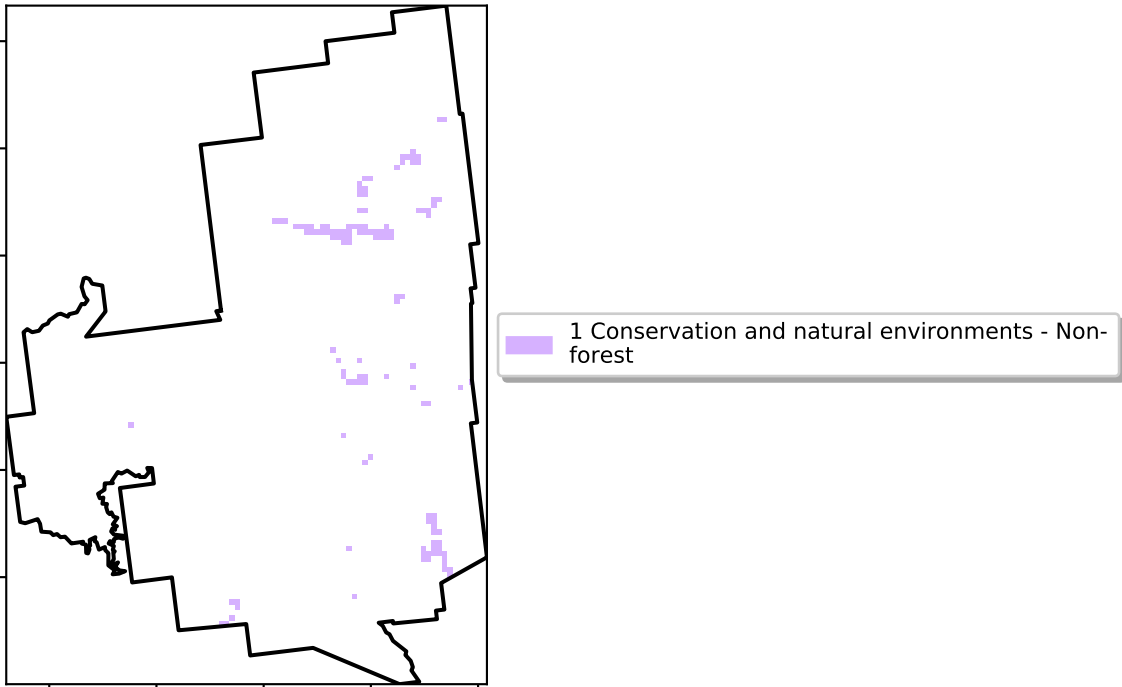 1 Conservation and natural environments - Non-
forest